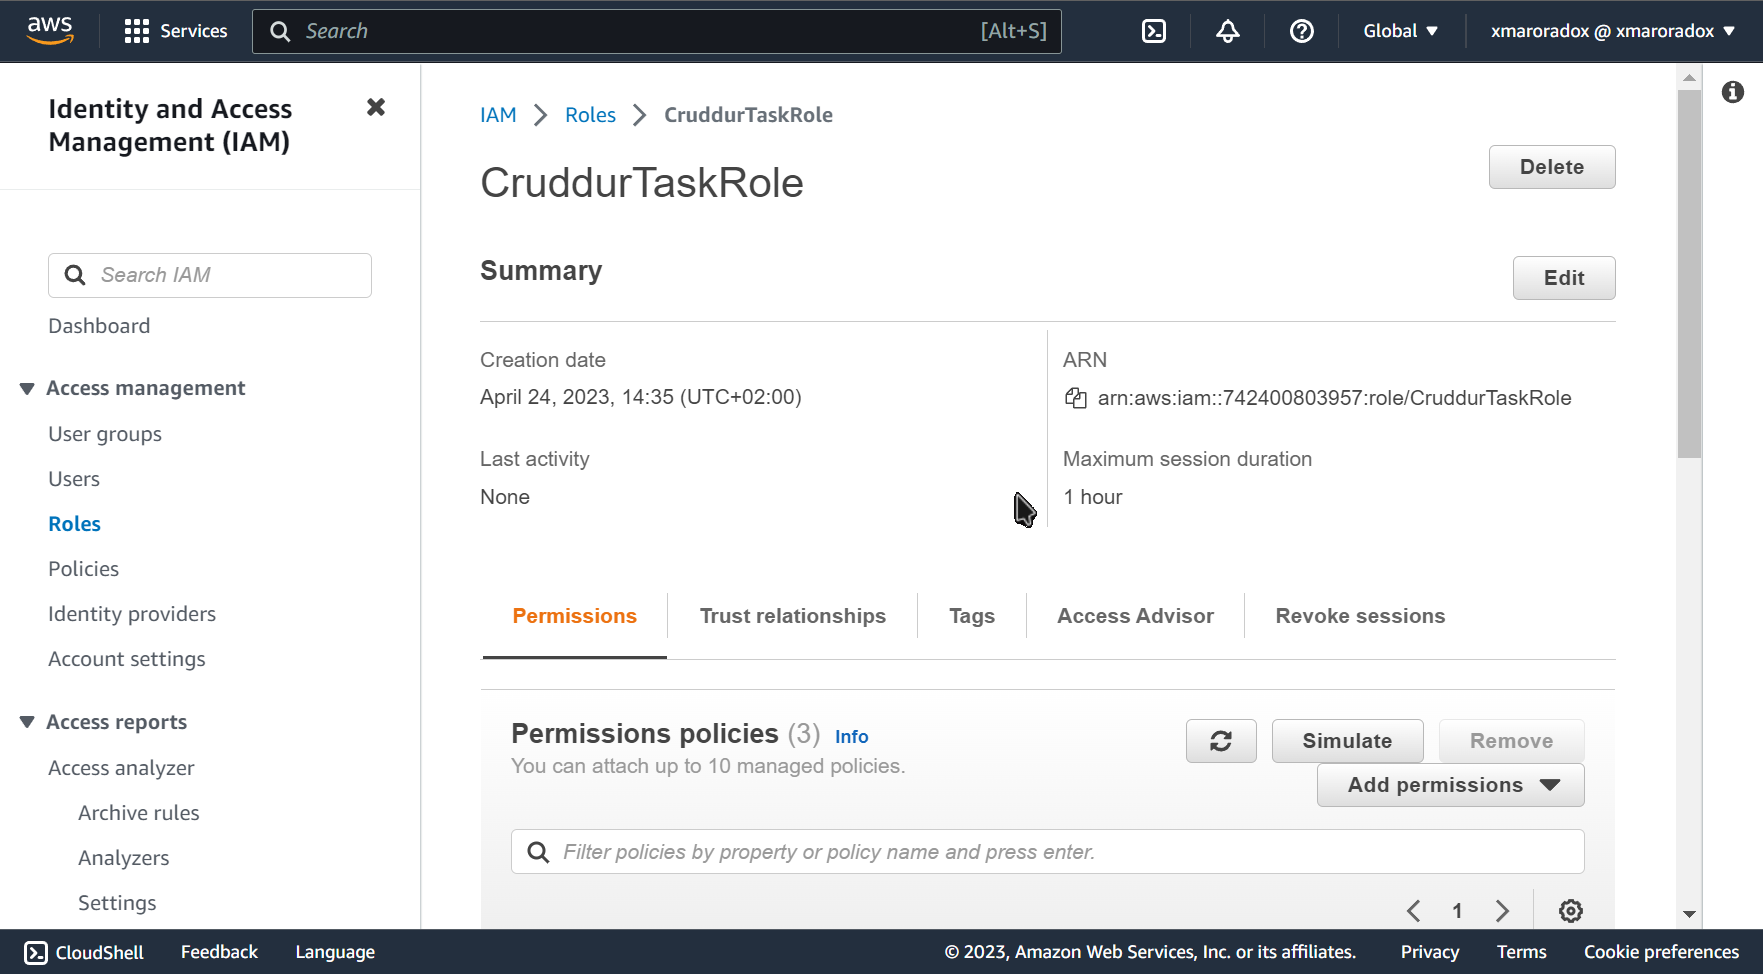 aws
Services
Search
[Alt+S]
Global
xmaroradox @ xmaroradox
Identity and Access
Management (IAM)
Search IAM
Dashboard
Access management
User groups
Users
Roles
Policies
Identity providers
Account settings
Access reports
Access analyzer
Archive rules
Analyzers
Settings
IAM
Roles
CruddurTaskRole
CruddurTaskRole
Delete
Summary
Edit
Creation date
April 24, 2023, 14:35 (UTC+02:00)
ARN
arn:aws:iam::742400803957:role/CruddurTaskRole
Last activity
None
Maximum session duration
1 hour
Permissions
Trust relationships
Tags
Access Advisor
Revoke sessions
Permissions policies (3) Info
You can attach up to 10 managed policies.
Simulate
Remove
Add permissions
Filter policies by property or policy name and press enter.
1
CloudShell
Feedback
Language
© 2023, Amazon Web Services, Inc. or its affiliates.
Privacy
Terms
Cookie preferences